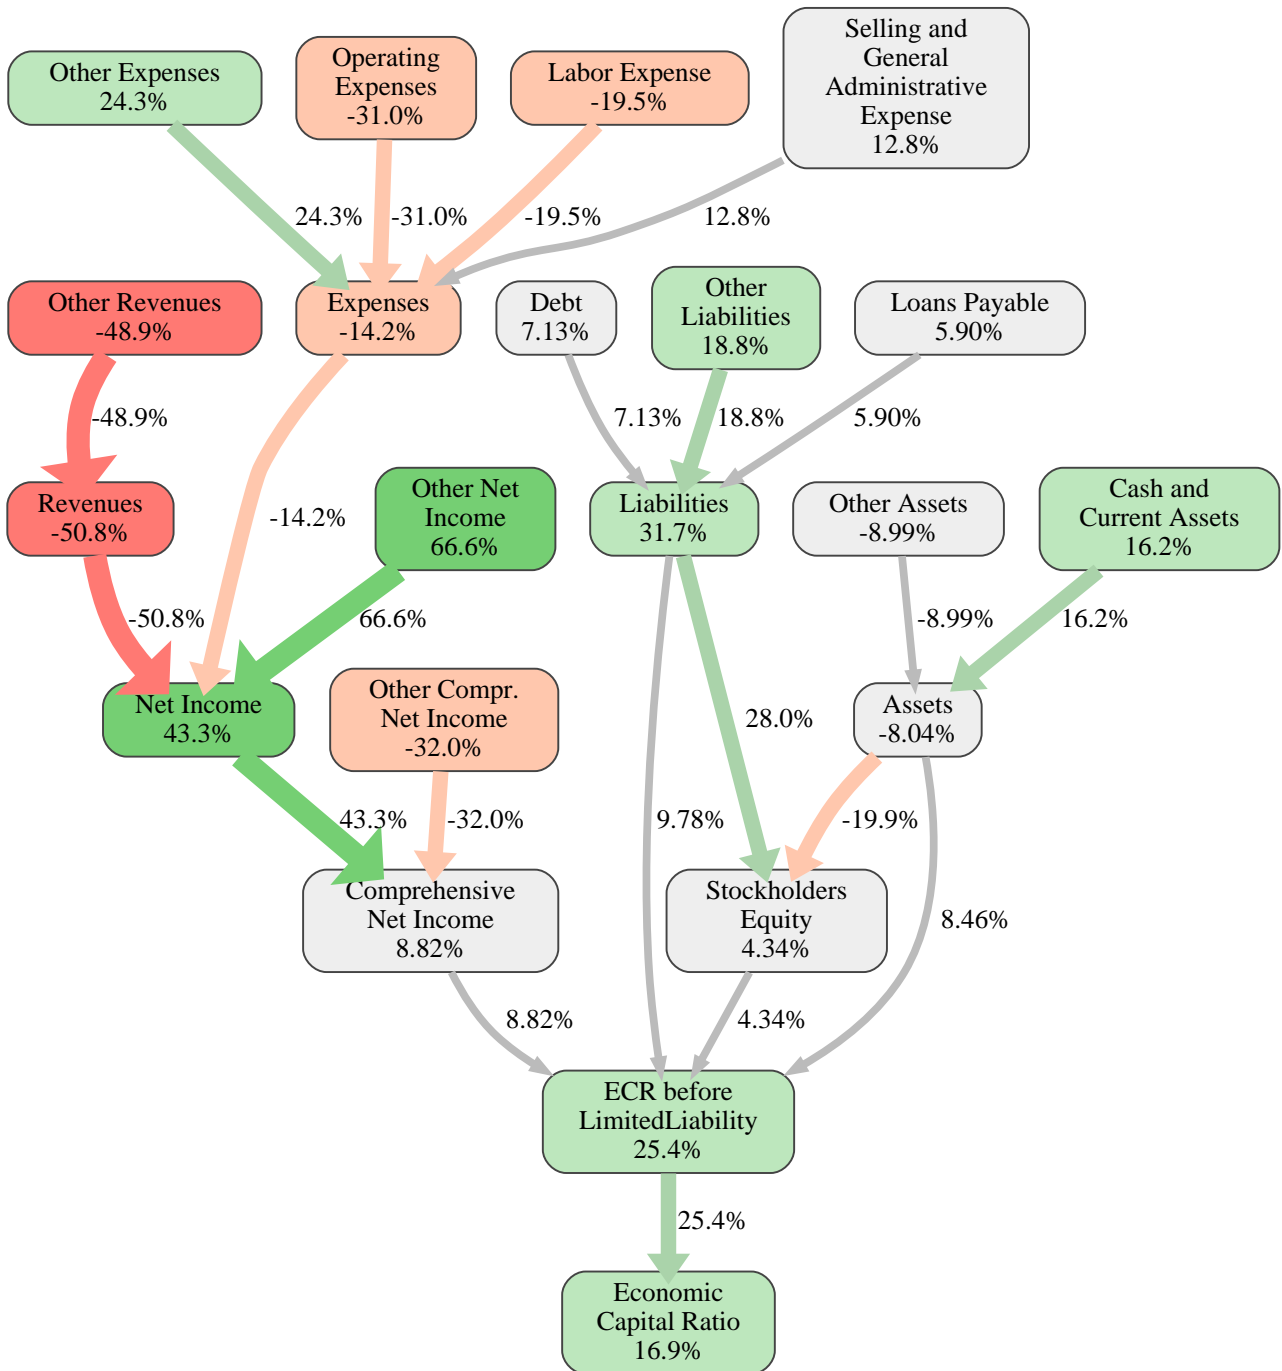 Other Expenses
24.3%
Operating
Expenses
-31.0%
Labor Expense
-19.5%
Selling and
General
Administrative
Expense
12.8%
24.3%
-31.0%
-19.5%
12.8%
Other Revenues
-48.9%
Expenses
-14.2%
Debt
7.13%
Other
Liabilities
18.8%
Loans Payable
5.90%
-48.9%
7.13%
18.8%
5.90%
Revenues
-50.8%
-14.2%
Other Net
Income
66.6%
Liabilities
31.7%
Other Assets
-8.99%
Cash and
Current Assets
16.2%
-50.8%
66.6%
-8.99%
16.2%
Net Income
43.3%
Other Compr.
Net Income
-32.0%
28.0%
Assets
-8.04%
43.3%
-32.0%
9.78%
-19.9%
Comprehensive
Net Income
8.82%
Stockholders
Equity
4.34%
8.46%
8.82%
4.34%
ECR before
LimitedLiability
25.4%
25.4%
Economic
Capital Ratio
16.9%